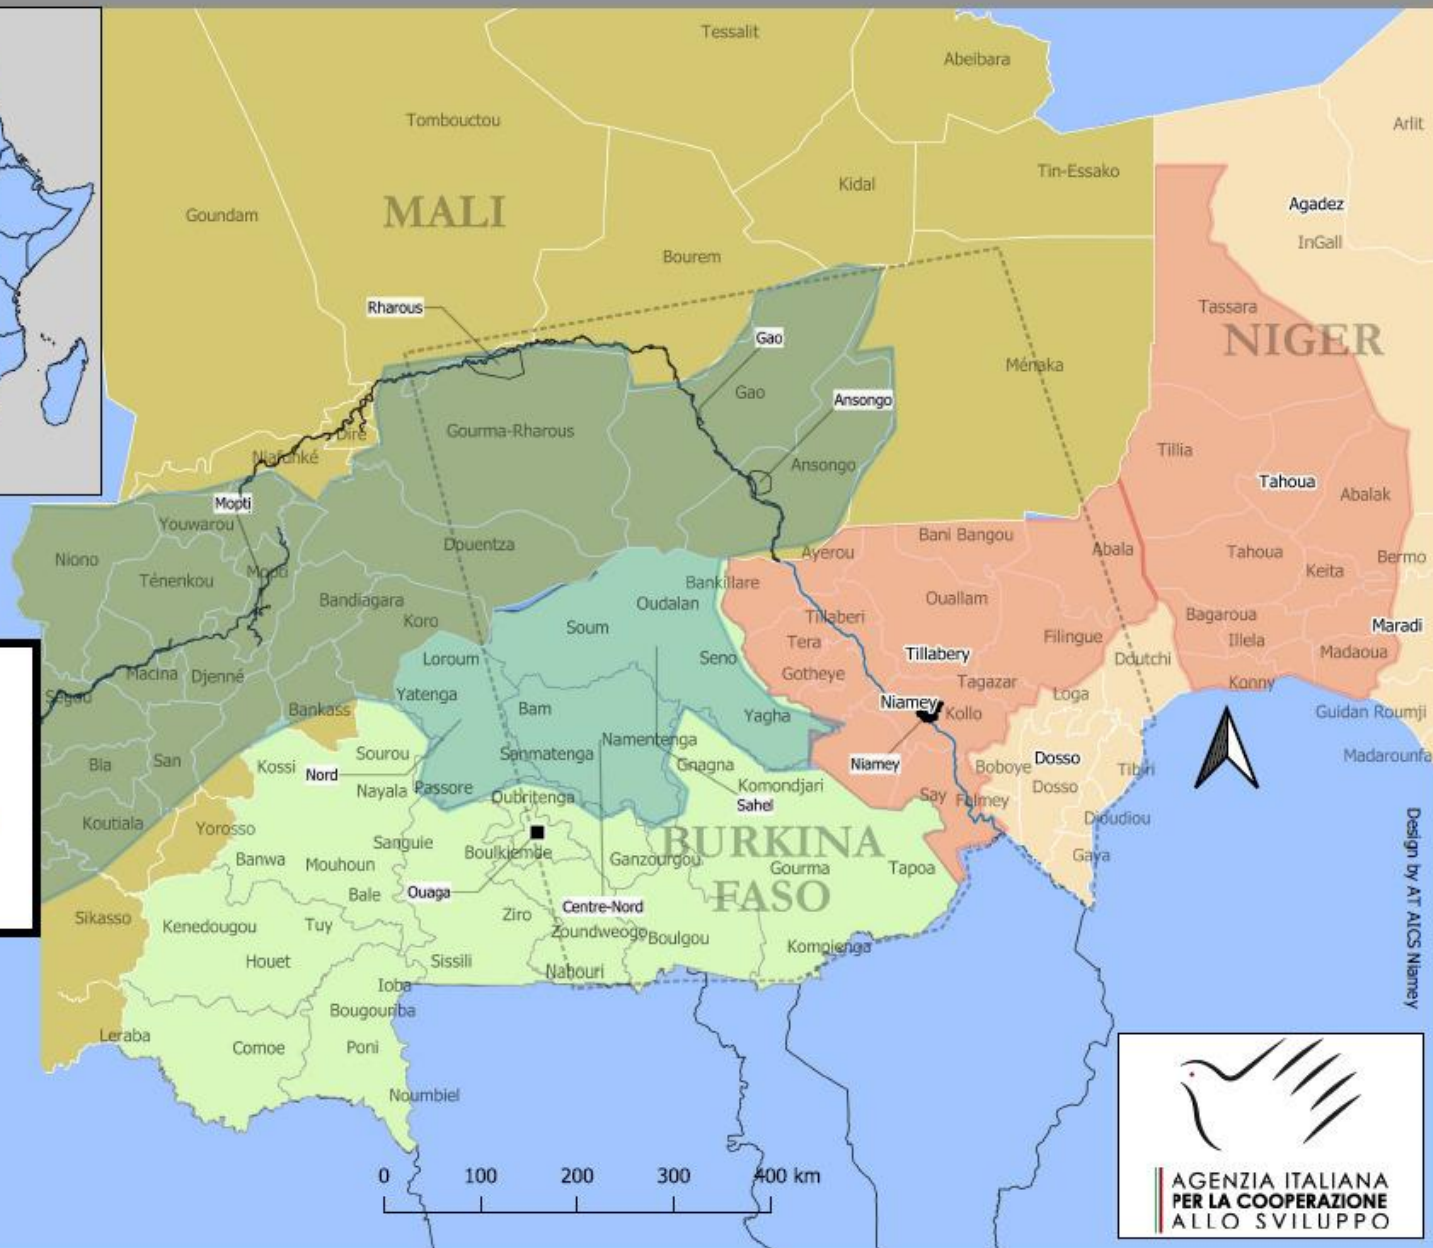 Tessalit
Abeibara
Tombouctou
Arlit
Tin-Essako
Kidal
Goundam
MALI
Agadez
InGall
Bourem
Rharous
Tassara
Gao
NIGER
Ménaka
Gao
Ansongo
Gourma-Rharous
Diré
Niafunké
Ansongo
Tillia
Tahoua
Abalak
Mopti
Youwarou
Niono
Douentza
Ayerou
Bani Bangou
Abala
Tahoua
Bermo
Keita
Ténenkou
Mopti
Bankillare
Bandiagara
Oudalan
Ouallam
Koro
Soum
Tillaberi
Bagaroua
Maradi
Filingue
Illela
Tera
Loroum
Seno
Tillabery
Doutchi
Madaoua
Macina
Djenné
Gotheye
Tagazar
Konny
Segou
Yatenga
Loga
Bankass
Bam
Yagha
Niamey
Kollo
Guidan Roumji
Sourou
Sanmatenga
Namentenga
Madarounfa
Bla
San
Kossi
Nord
Gnagna
Niamey
Boboye
Dosso
Tibiri
Nayala
Passore
Komondjari
Dosso
Oubritenga
Sahel
Say
Falmey
Dioudiou
Koutiala
Yorosso
Sanguie
BURKINA
FASO
Banwa
Mouhoun
Boulkiemde
Ganzourgou
Gourma
Tapoa
Gaya
Bale
Ouaga
Centre-Nord
Sikasso
Kenedougou
Tuy
Ziro
Zoundweogo
Boulgou
Kompienga
Houet
Sissili
Nahouri
Ioba
Bougouriba
Leraba
Comoe
Poni
Noumbiel
0 100 200 300 400 km
Design by AT AICS Niamey
AGENZIA ITALIANA
PER LA COOPERAZIONE
ALLO SVILUPPO